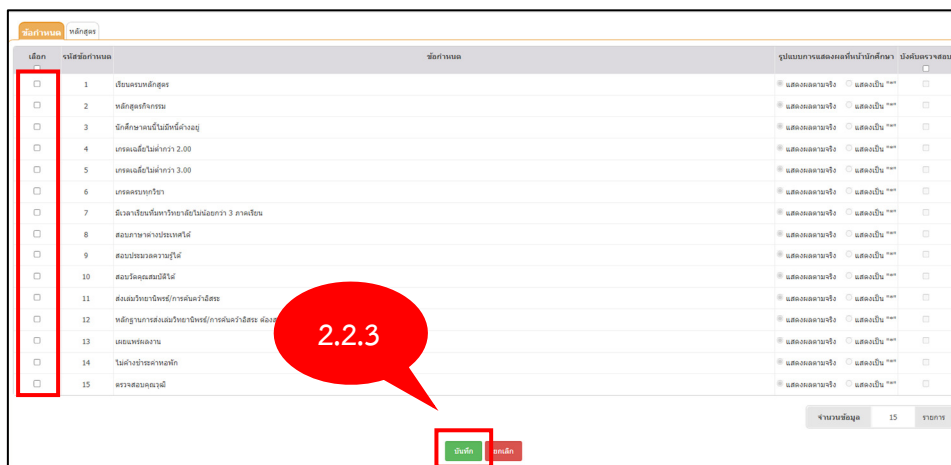 ข้อกำหนด หลักสูตร
เลือก รหัสข้อกำหนด ข้อกำหนด รูปแบบการแสดงผลที่หน้านักศึกษา บังคับตรวจสอบ
1 เรียนครบหลักสูตร แสดงผลตามจริง แสดงเป็น "*"
2 หลักสูตรกิจกรรม แสดงผลตามจริง แสดงเป็น "*"
3 นักศึกษาคนนี้ไม่มีหนี้ค้างอยู่ แสดงผลตามจริง แสดงเป็น "*"
4 เกรดเฉลี่ยไม่ต่ำกว่า 2.00 แสดงผลตามจริง แสดงเป็น "*"
5 เกรดเฉลี่ยไม่ต่ำกว่า 3.00 แสดงผลตามจริง แสดงเป็น "*"
6 เกรดครบทุกวิชา แสดงผลตามจริง แสดงเป็น "*"
7 มีเวลาเรียนที่มหาวิทยาลัยไม่น้อยกว่า 3 ภาคเรียน แสดงผลตามจริง แสดงเป็น "*"
8 สอบภาษาต่างประเทศได้ แสดงผลตามจริง แสดงเป็น "*"
9 สอบประมวลความรู้ได้ แสดงผลตามจริง แสดงเป็น "*"
10 สอบวัดคุณสมบัติได้ แสดงผลตามจริง แสดงเป็น "*"
11 ส่งเล่มวิทยานิพนธ์/การค้นคว้าอิสระ แสดงผลตามจริง แสดงเป็น "*"
12 หลักฐานการส่งเล่มวิทยานิพนธ์/การค้นคว้าอิสระ แสดงผลตามจริง แสดงเป็น "*"
2.2.3
13 เผยแพร่ผลงาน แสดงผลตามจริง แสดงเป็น "*"
14 ไม่ค้างชำระค่าหอพัก แสดงผลตามจริง แสดงเป็น "*"
15 ตรวจสอบคุณวุฒิ แสดงผลตามจริง แสดงเป็น "*"
จำนวนข้อมูล 15 รายการ
บันทึก ยกเลิก